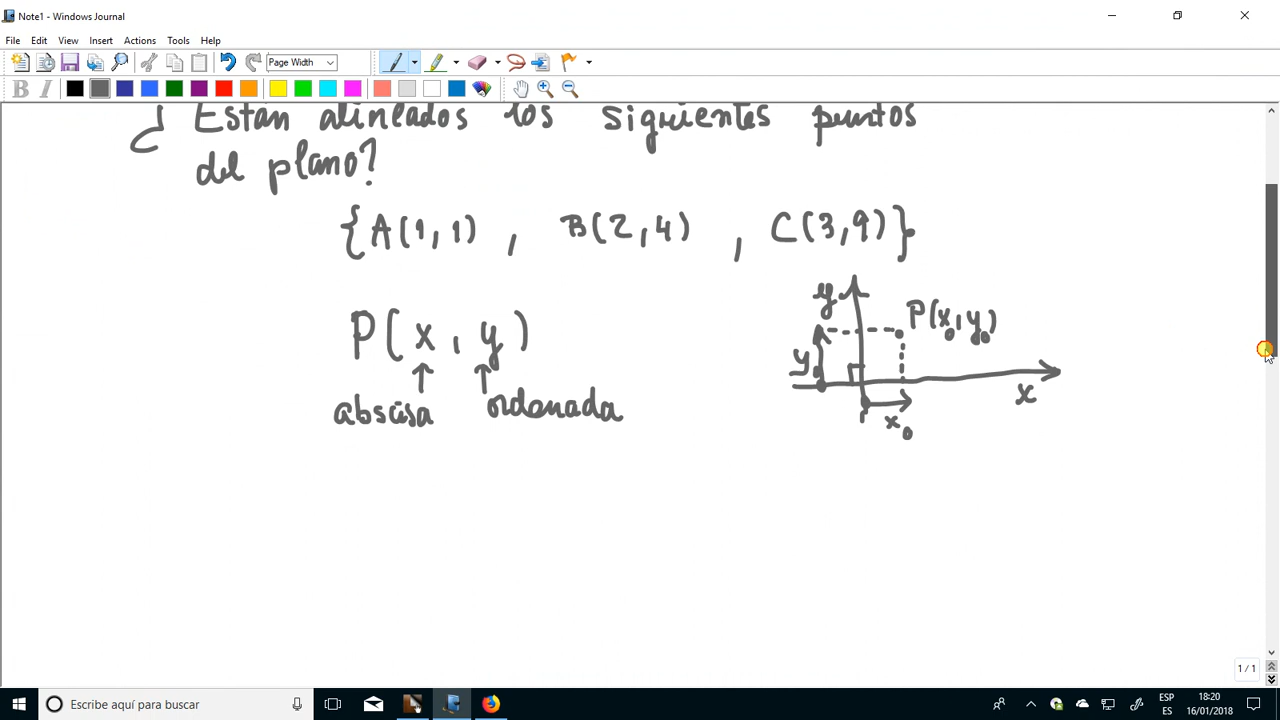 Note1 - Windows Journal
File Edit View Insert Actions Tools Help
Page Width
B I
¿ Están alineados los siguientes puntos
del plano?
{A(1,1) , B(2,4) , C(3,9)}
P(x, y)
abscisa ordenada
y
P(x₀, y₀)
y₀
x
x₀
1 / 1
Escribe aquí para buscar
ESP
ES
18:20
16/01/2018